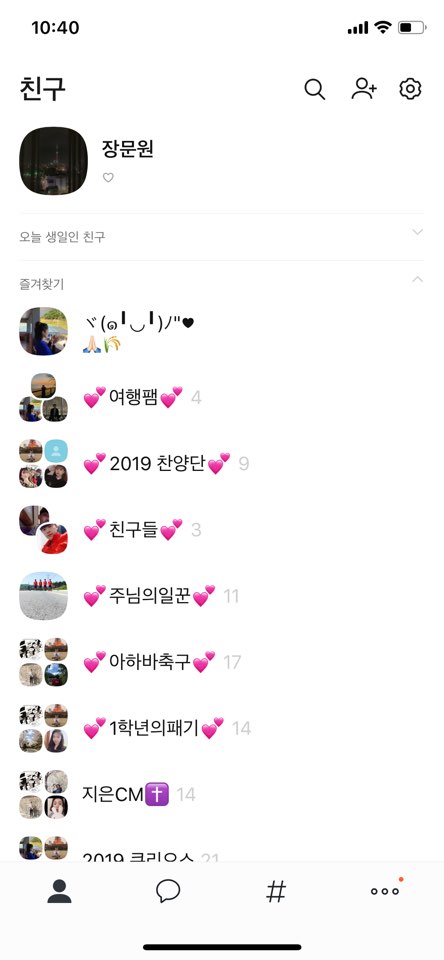 10:40
친구
장문원
♡
오늘 생일인 친구
즐겨찾기
ヾ(๑╹◡╹)ﾉ"♥
🙏🏻🌾
💕여행팸💕 4
💕2019 찬양단💕 9
💕친구들💕 3
💕주님의일꾼💕 11
💕아하바축구💕 17
💕1학년의패기💕 14
지은CM✝️ 14
2019 쿠리오스 21